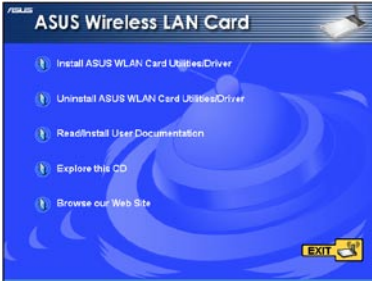 ASUS
ASUS Wireless LAN Card
Install ASUS WLAN Card Utilities/Driver
Uninstall ASUS WLAN Card Utilities/Driver
Read/Install User Documentation
Explore this CD
Browse our Web Site
EXIT